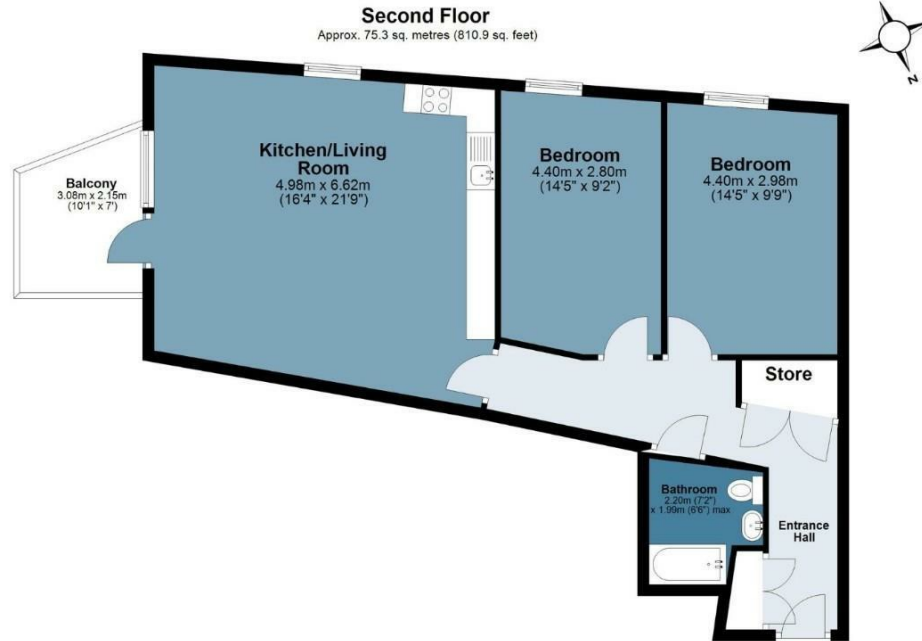 Second Floor
Approx. 75.3 sq. metres (810.9 sq. feet)
N
Kitchen/Living
Room
4.98m x 6.62m
(16'4" x 21'9")
Balcony
3.08m x 2.15m
(10'1" x 7')
Bedroom
4.40m x 2.80m
(14'5" x 9'2")
Bedroom
4.40m x 2.98m
(14'5" x 9'9")
Store
Bathroom
2.20m (7'2")
x 1.99m (6'6") max
Entrance
Hall